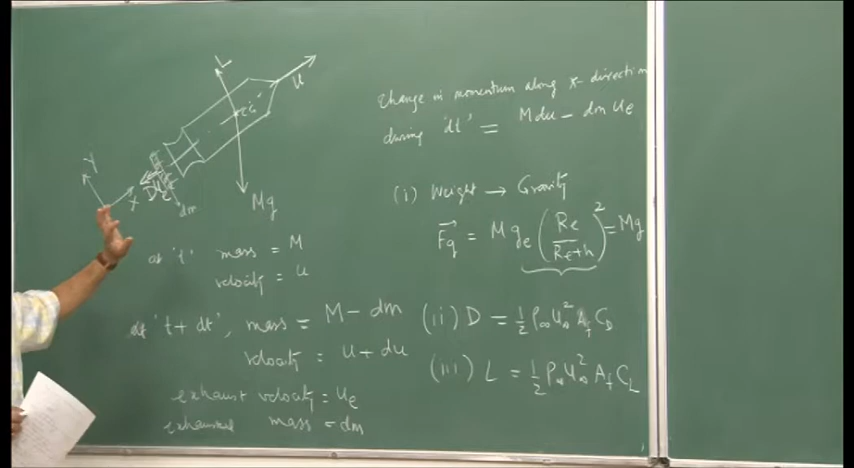 L
u
Y
X
D
ue
dm
Mg
at 't' mass = M
velocity = u
at 't + dt', mass = M - dm
velocity = u + du
exhaust velocity = ue
mass = dm
Change in momentum along X- direction
during 'dt' = Mdu - dm ue
(i) Weight → Gravity
Fg = Mge (Re / Re+h)² = Mg
(ii) D = 1/2 ρ∞ u∞² Af CD
(iii) L = 1/2 ρ∞ u∞² Af CL